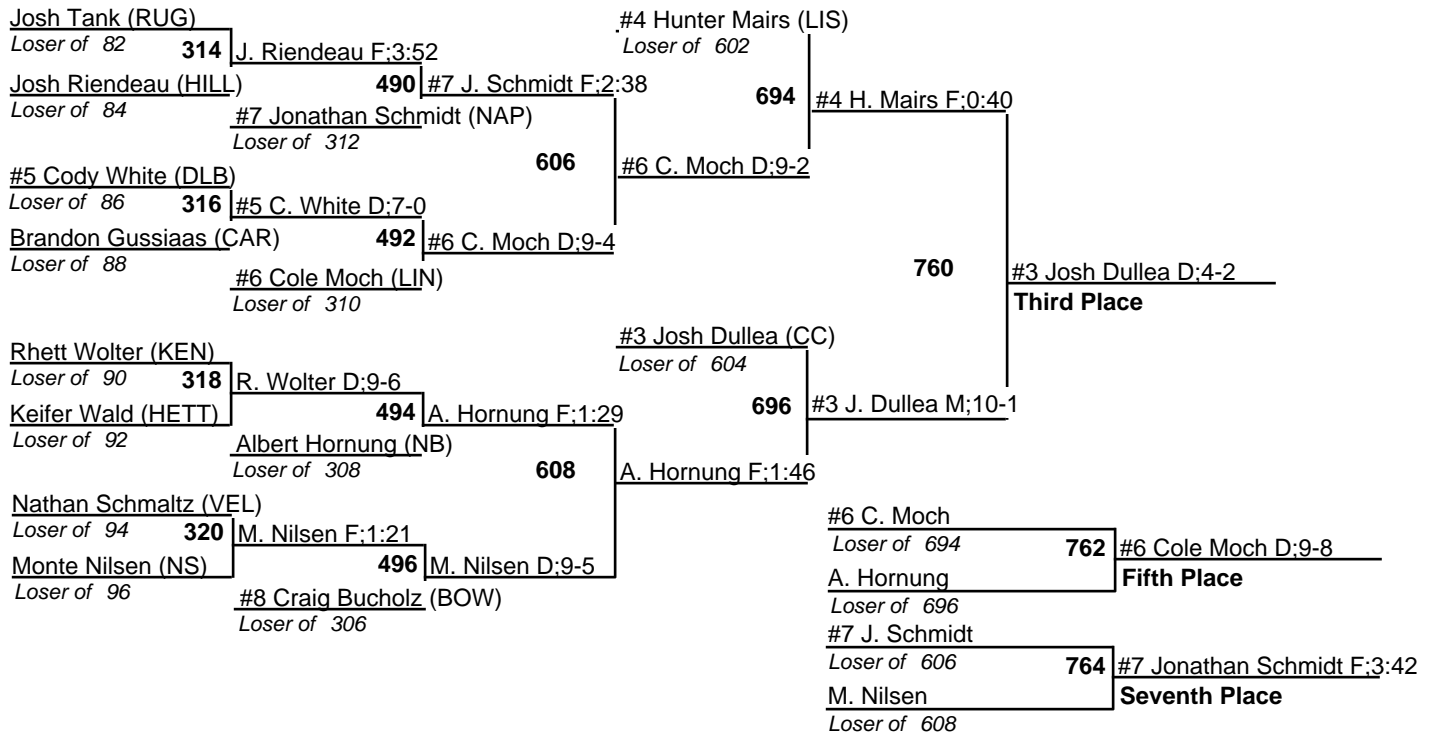 Josh Tank (RUG)
Loser of 82
314
J. Riendeau F;3:52
Josh Riendeau (HILL)
Loser of 84
490
#7 J. Schmidt F;2:38
#7 Jonathan Schmidt (NAP)
Loser of 312
606
#5 Cody White (DLB)
Loser of 86
316
#5 C. White D;7-0
Brandon Gussiaas (CAR)
Loser of 88
492
#6 C. Moch D;9-4
#6 Cole Moch (LIN)
Loser of 310
#4 Hunter Mairs (LIS)
Loser of 602
694
#4 H. Mairs F;0:40
#6 C. Moch D;9-2
760
#3 Josh Dullea D;4-2
Third Place
Rhett Wolter (KEN)
Loser of 90
318
R. Wolter D;9-6
Keifer Wald (HETT)
Loser of 92
494
A. Hornung F;1:29
Albert Hornung (NB)
Loser of 308
608
Nathan Schmaltz (VEL)
Loser of 94
320
M. Nilsen F;1:21
Monte Nilsen (NS)
Loser of 96
496
M. Nilsen D;9-5
#8 Craig Bucholz (BOW)
Loser of 306
#3 Josh Dullea (CC)
Loser of 604
696
#3 J. Dullea M;10-1
A. Hornung F;1:46
#6 C. Moch
Loser of 694
762
#6 Cole Moch D;9-8
A. Hornung
Fifth Place
Loser of 696
#7 J. Schmidt
Loser of 606
764
#7 Jonathan Schmidt F;3:42
M. Nilsen
Seventh Place
Loser of 608